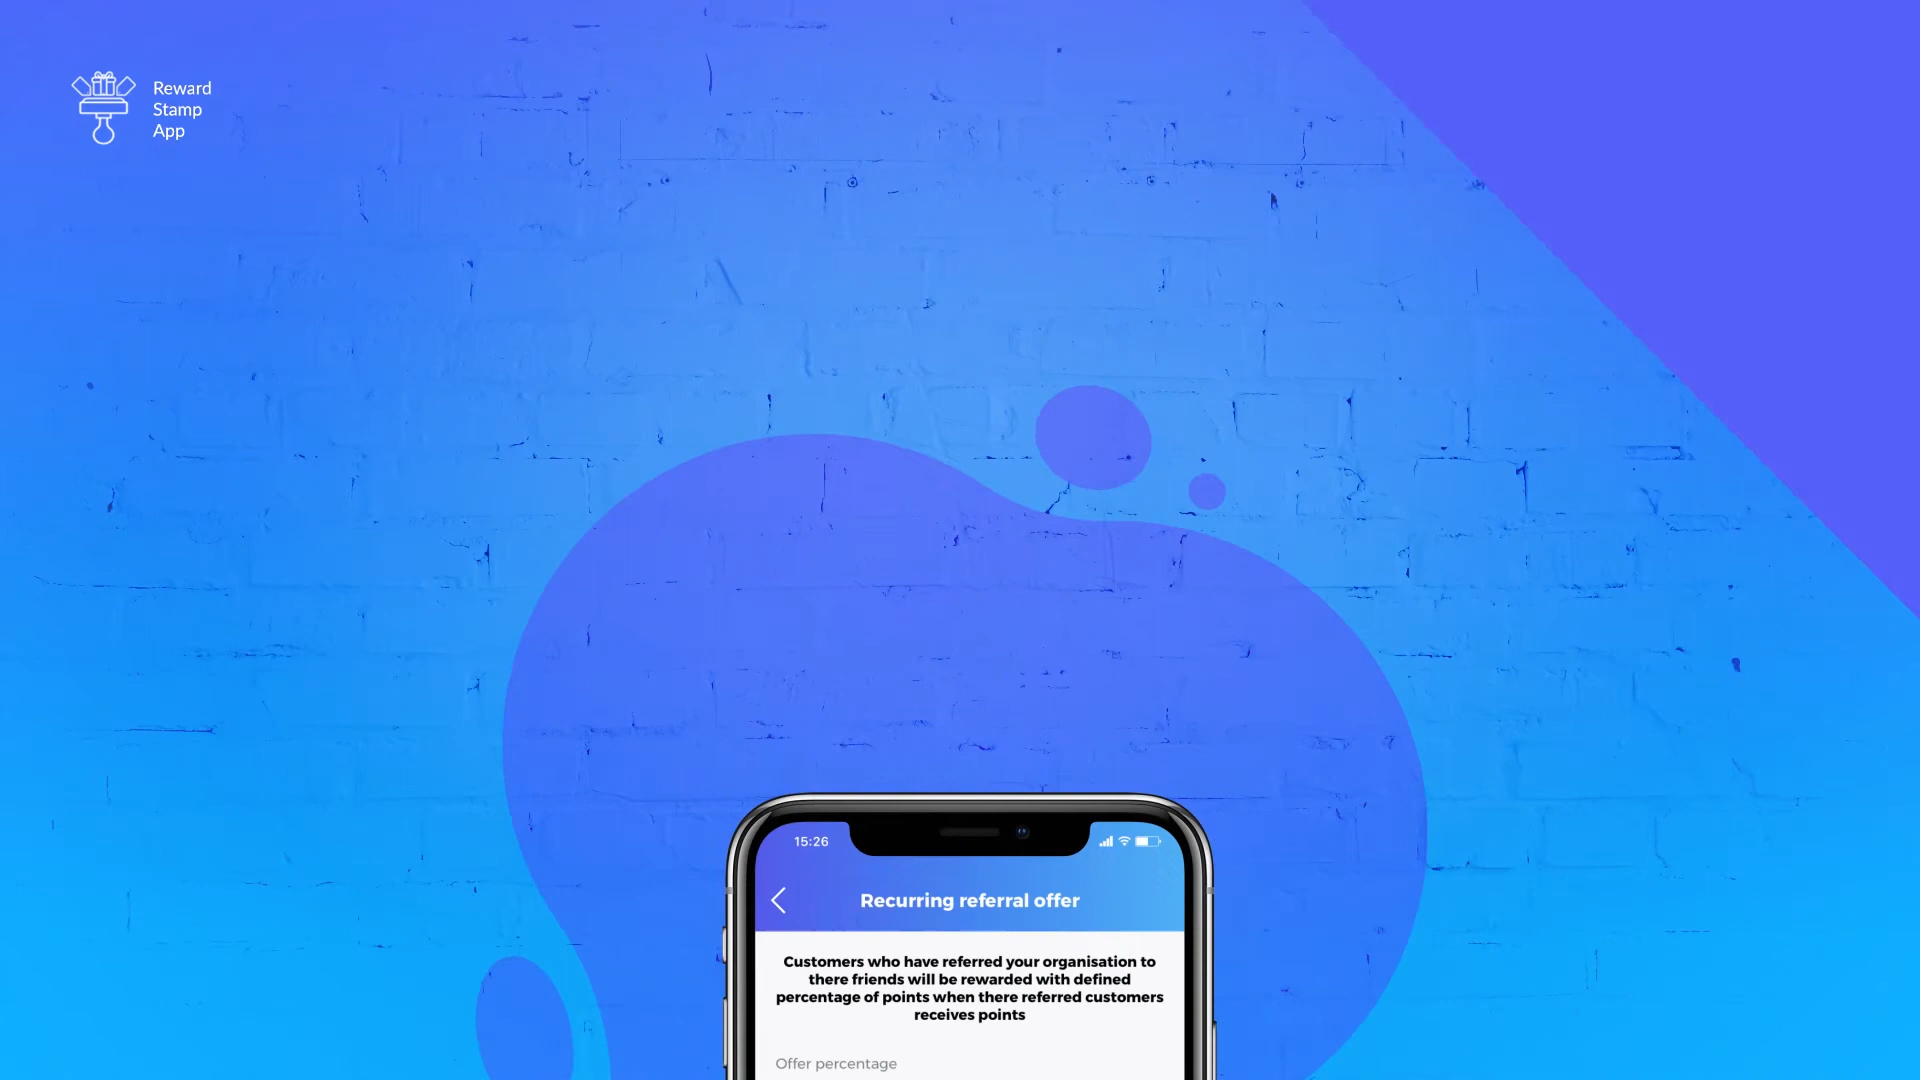 Reward
Stamp
App
15:26
Recurring referral offer
Customers who have referred your organisation to
there friends will be rewarded with defined
percentage of points when there referred customers
receives points
Offer percentage